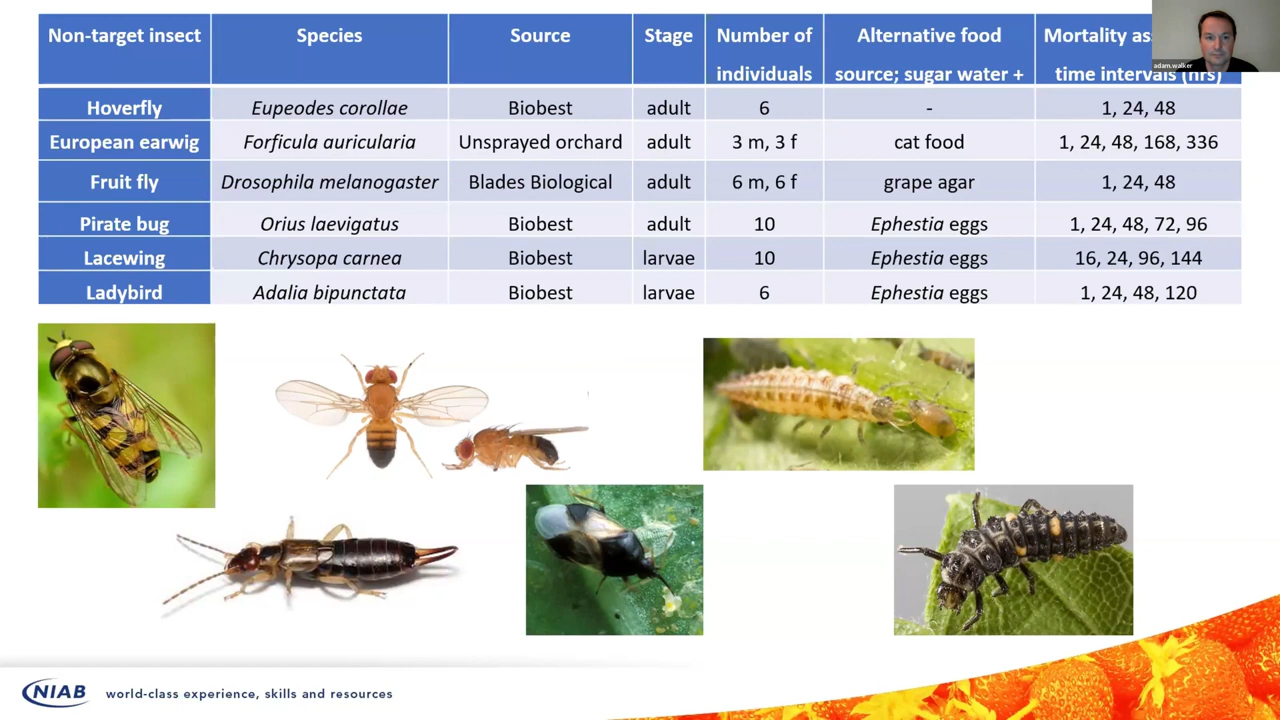 Non-target insect Species Source Stage Number of individuals Alternative food source; sugar water + Mortality time intervals (hrs)
Hoverfly Eupeodes corollae Biobest adult 6 - 1, 24, 48
European earwig Forficula auricularia Unsprayed orchard adult 3 m, 3 f cat food 1, 24, 48, 168, 336
Fruit fly Drosophila melanogaster Blades Biological adult 6 m, 6 f grape agar 1, 24, 48
Pirate bug Orius laevigatus Biobest adult 10 Ephestia eggs 1, 24, 48, 72, 96
Lacewing Chrysopa carnea Biobest larvae 10 Ephestia eggs 16, 24, 96, 144
Ladybird Adalia bipunctata Biobest larvae 6 Ephestia eggs 1, 24, 48, 120
adam.walker
NIAB world-class experience, skills and resources